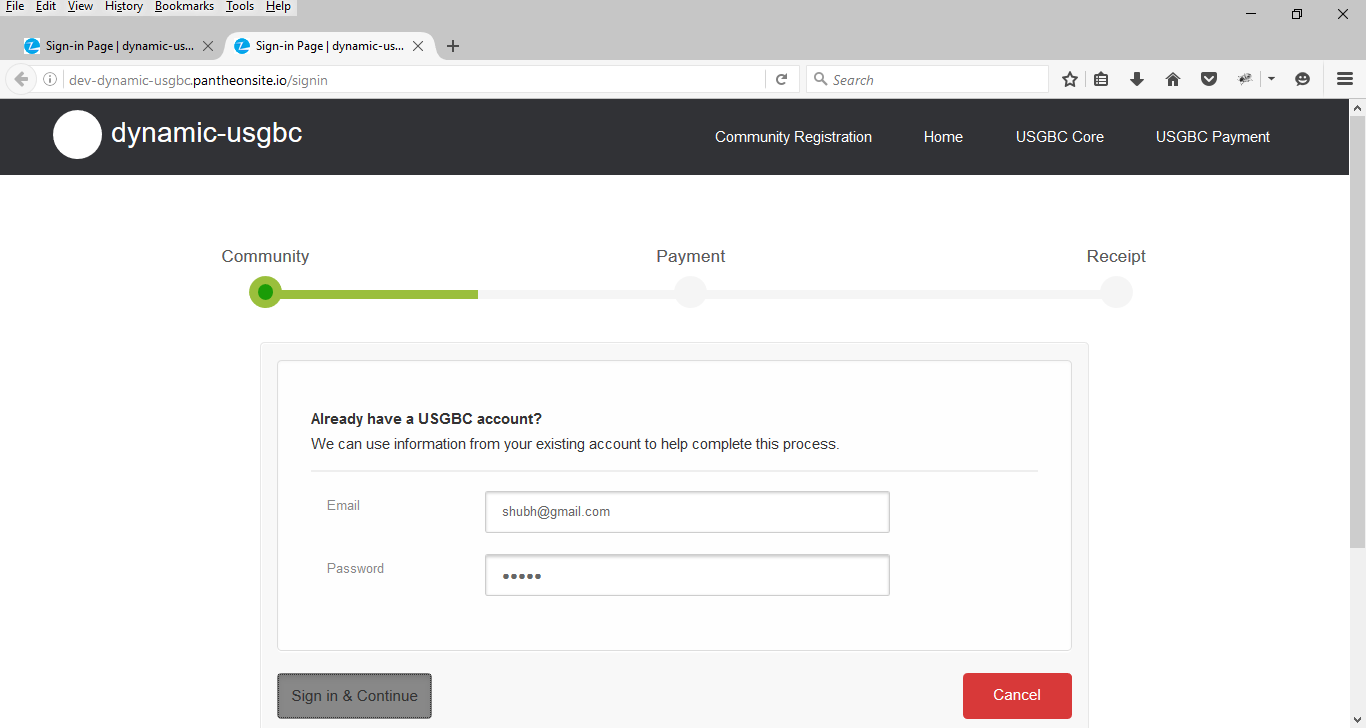 File Edit View History Bookmarks Tools Help
Sign-in Page | dynamic-us... Sign-in Page | dynamic-us...
dev-dynamic-usgbc.pantheonsite.io/signin Search
dynamic-usgbc Community Registration Home USGBC Core USGBC Payment
Community Payment Receipt
Already have a USGBC account?
We can use information from your existing account to help complete this process.
Email shubh@gmail.com
Password •••••
Sign in & Continue Cancel